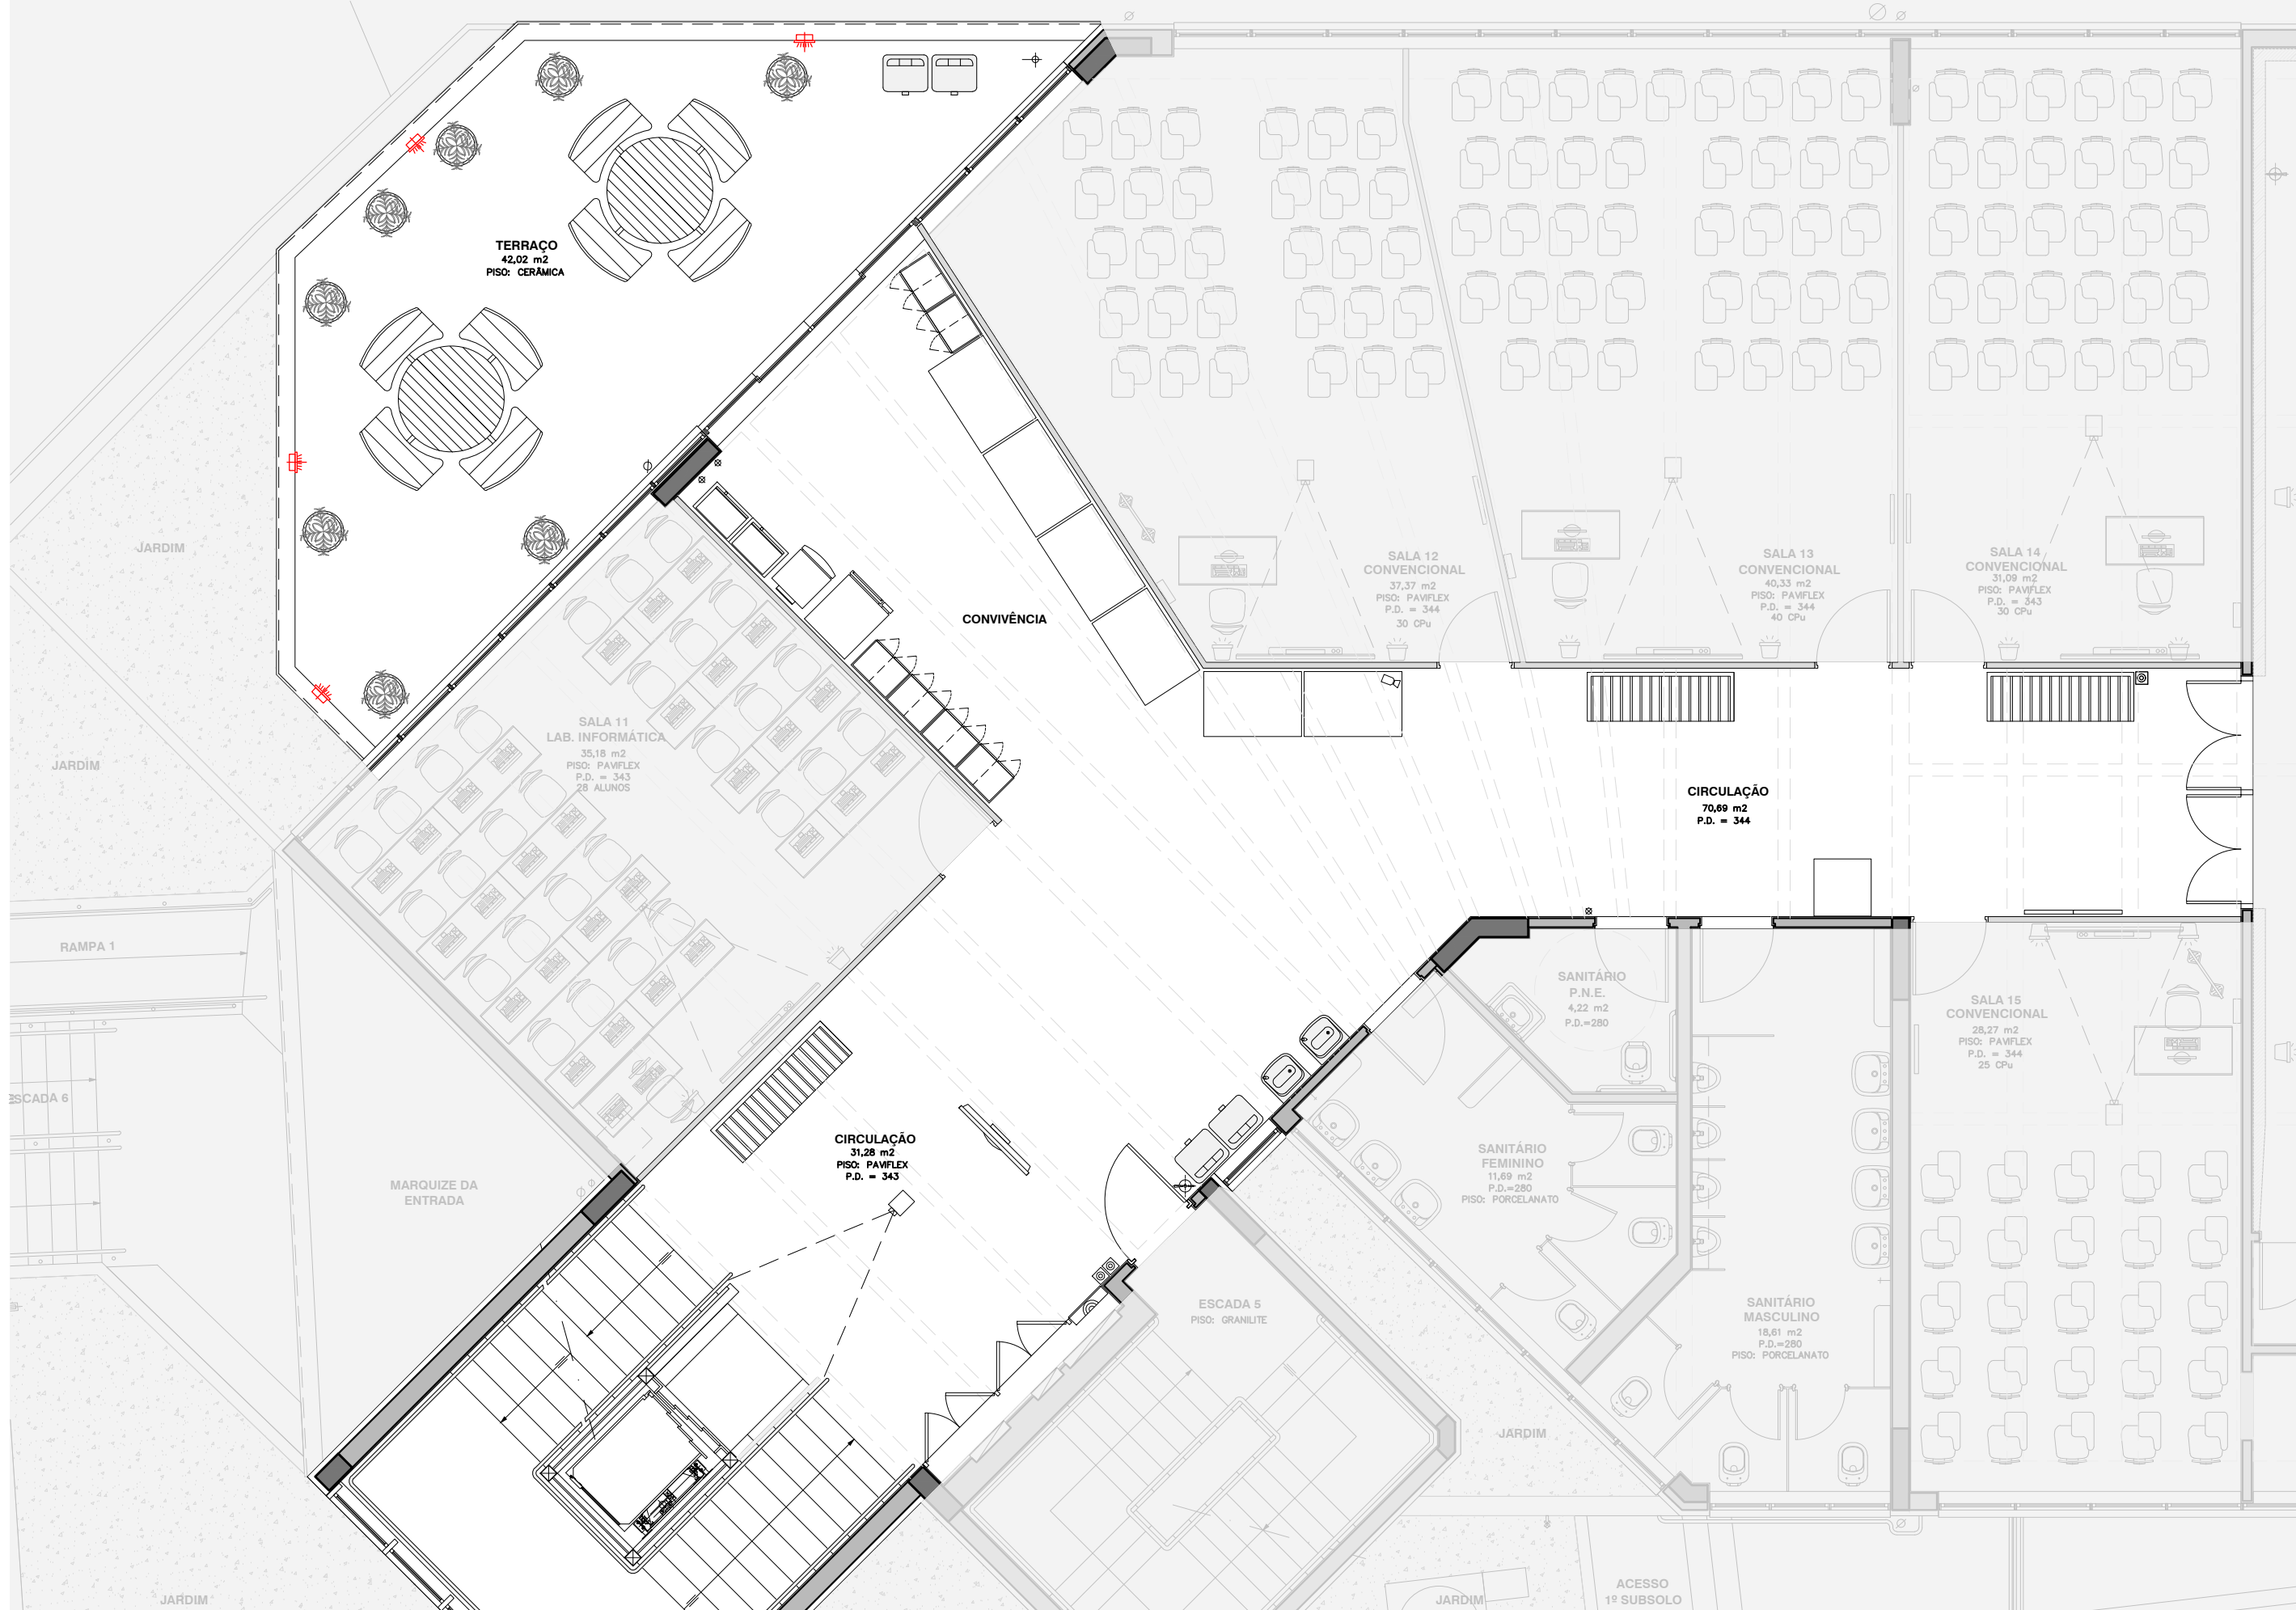 TERRAÇO
42,02 m2
PISO: CERÂMICA
JARDIM
JARDIM
CONVIVÊNCIA
SALA 12
CONVENCIONAL
37,37 m2
PISO: PAVIFLEX
P.D. = 344
30 CPu
SALA 13
CONVENCIONAL
40,33 m2
PISO: PAVIFLEX
P.D. = 344
40 CPu
SALA 14
CONVENCIONAL
31,09 m2
PISO: PAVIFLEX
P.D. = 343
30 CPu
SALA 11
LAB. INFORMÁTICA
35,18 m2
PISO: PAVIFLEX
P.D. = 343
28 ALUNOS
CIRCULAÇÃO
70,69 m2
P.D. = 344
RAMPA 1
SANITÁRIO
P.N.E.
4,22 m2
P.D.=280
SALA 15
CONVENCIONAL
28,27 m2
PISO: PAVIFLEX
P.D. = 344
25 CPu
ESCADA 6
CIRCULAÇÃO
31,28 m2
PISO: PAVIFLEX
P.D. = 343
MARQUIZE DA
ENTRADA
SANITÁRIO
FEMININO
11,69 m2
P.D.=280
PISO: PORCELANATO
ESCADA 5
PISO: GRANILITE
SANITÁRIO
MASCULINO
18,61 m2
P.D.=280
PISO: PORCELANATO
JARDIM
JARDIM
JARDIM
ACESSO
1º SUBSOLO